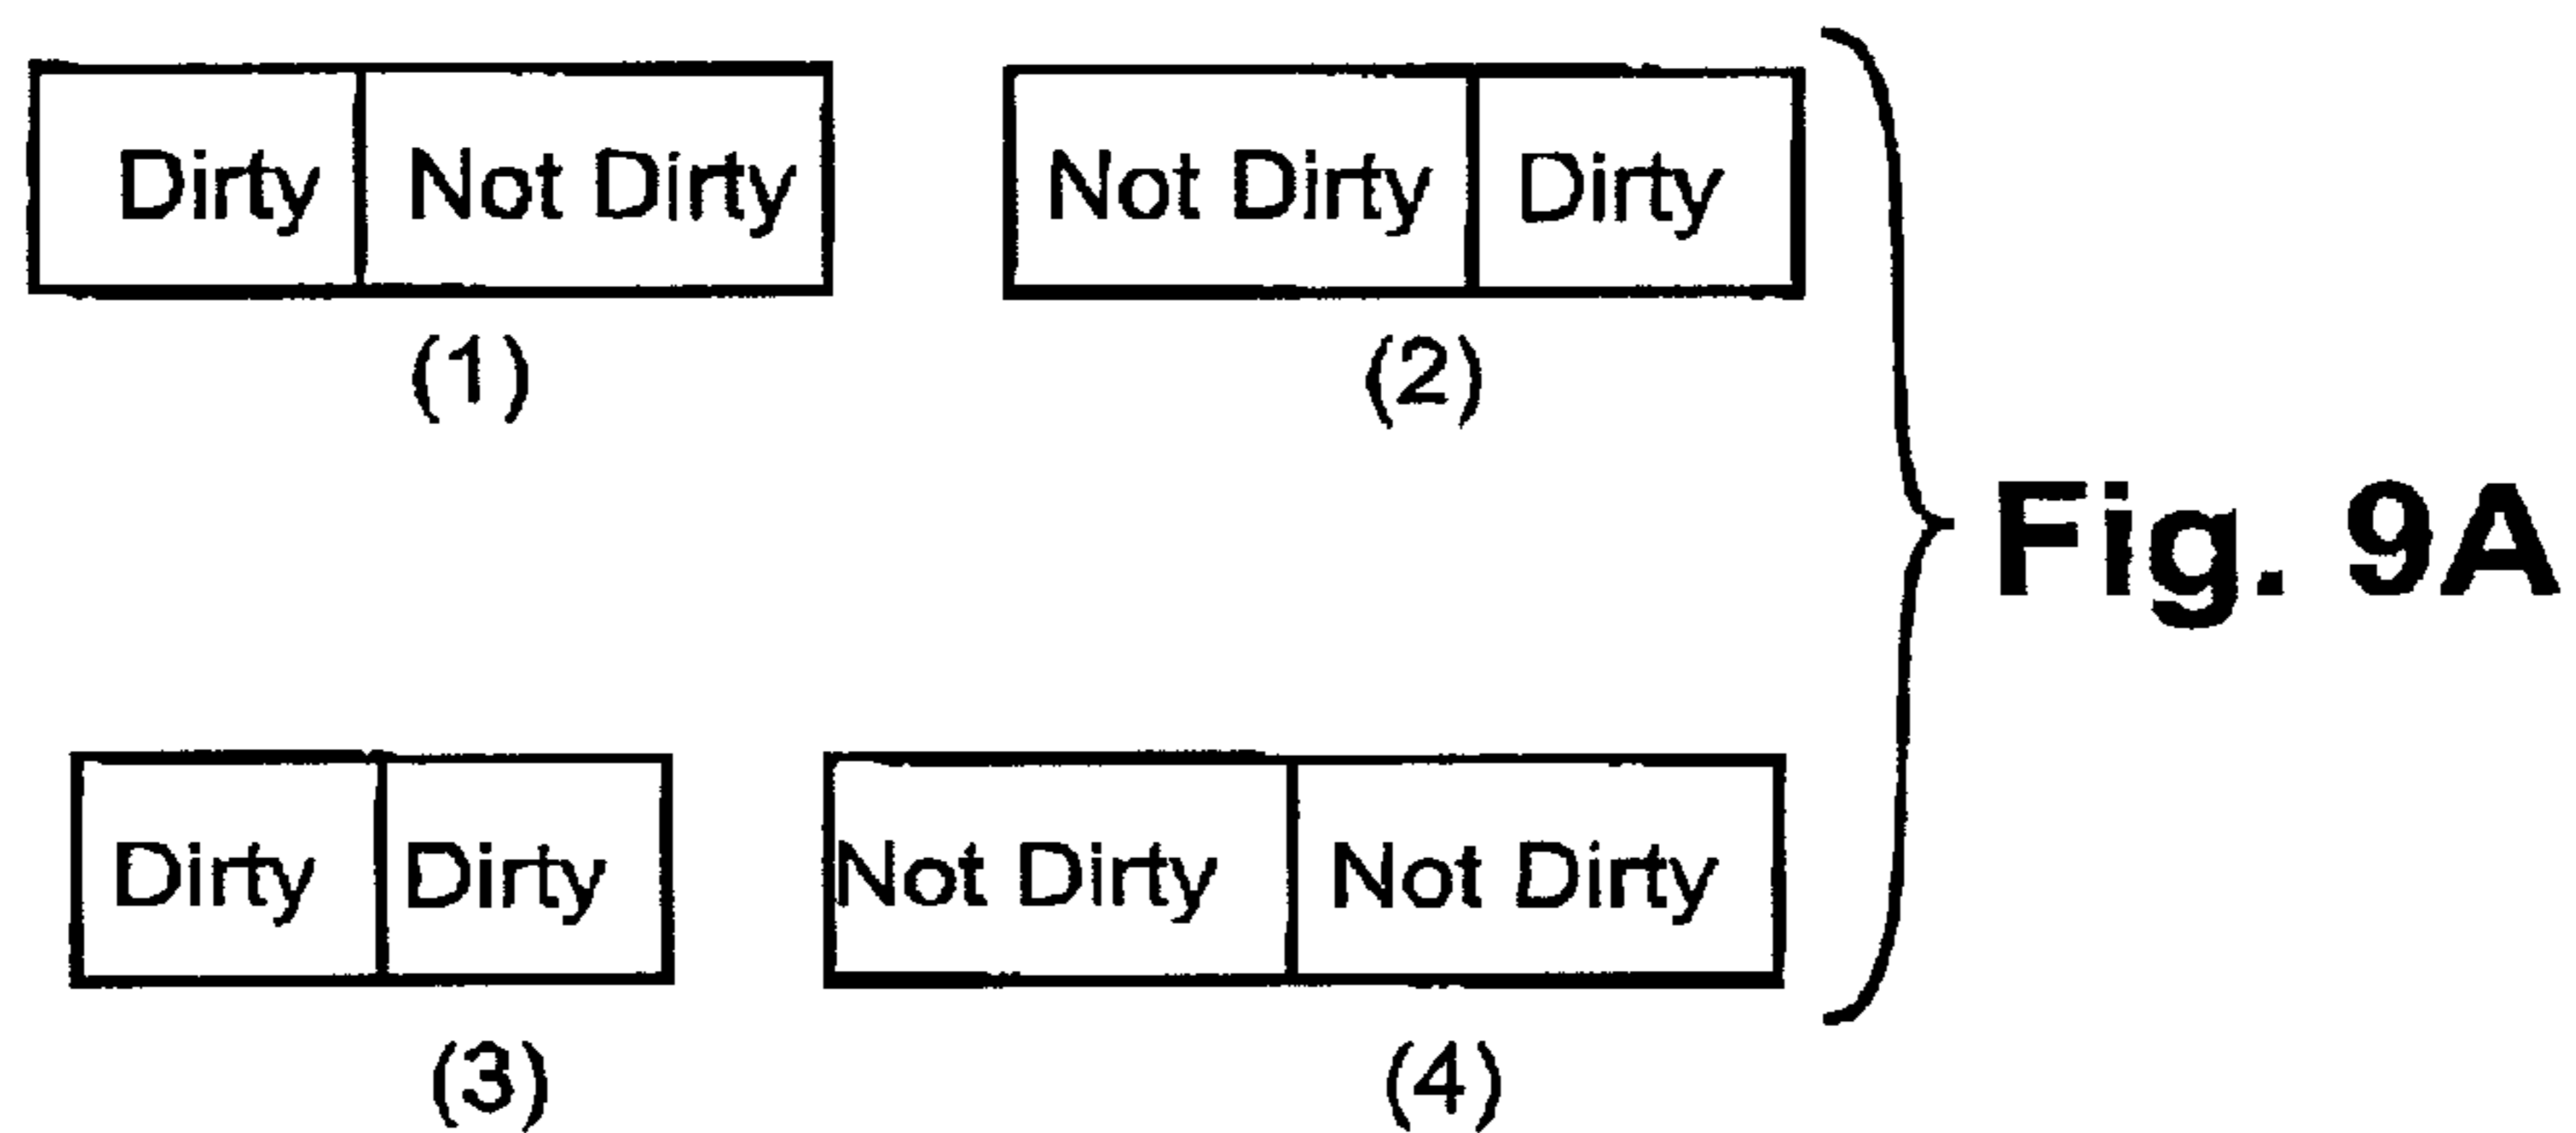 Dirty Not Dirty Not Dirty Dirty
(1) (2)
Fig. 9A
Dirty Dirty Not Dirty Not Dirty
(3) (4)